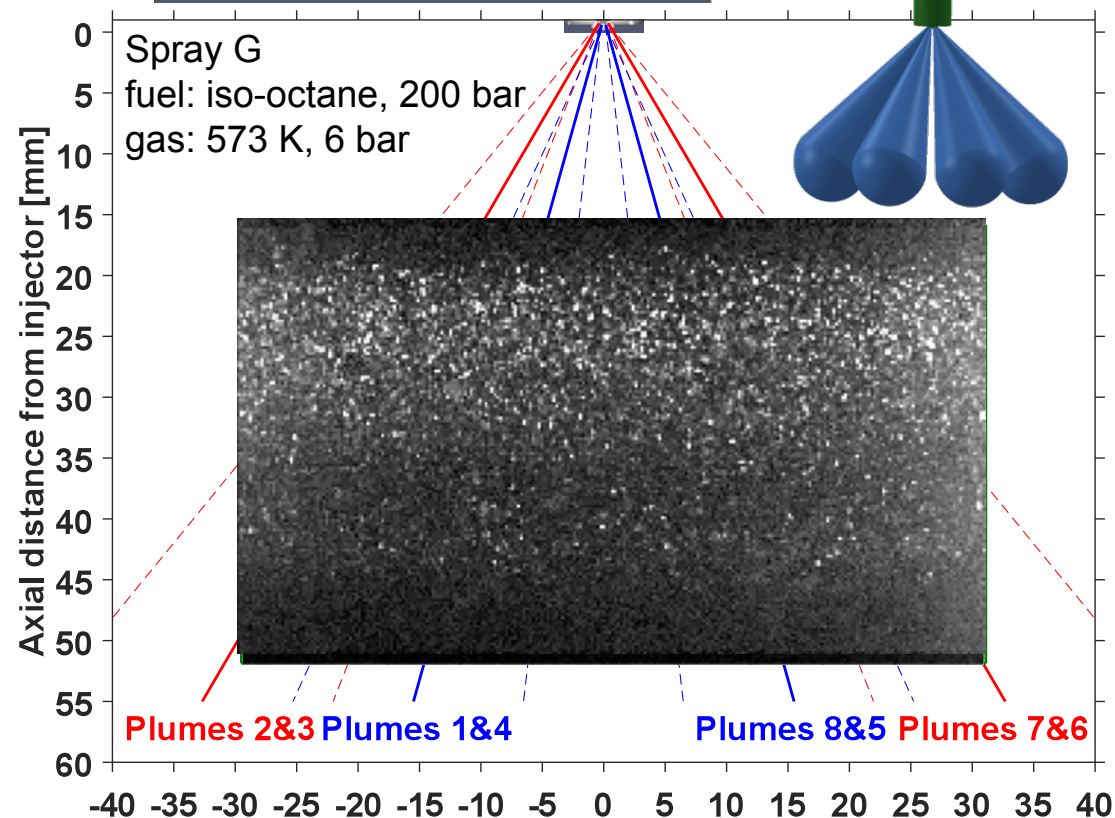 Spray G
fuel: iso-octane, 200 bar
gas: 573 K, 6 bar
Axial distance from injector [mm]
0
5
10
15
20
25
30
35
40
45
50
55
60
Plumes 2&3 Plumes 1&4 Plumes 8&5 Plumes 7&6
-40 -35 -30 -25 -20 -15 -10 -5 0 5 10 15 20 25 30 35 40